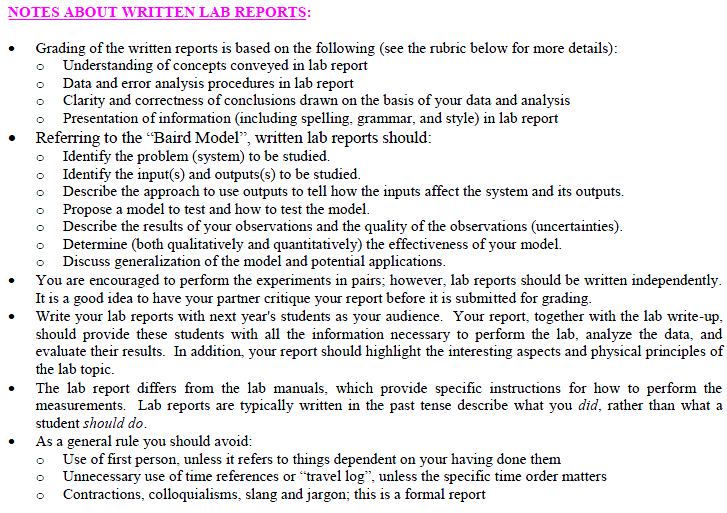 NOTES ABOUT WRITTEN LAB REPORTS:
• Grading of the written reports is based on the following (see the rubric below for more details):
o Understanding of concepts conveyed in lab report
o Data and error analysis procedures in lab report
o Clarity and correctness of conclusions drawn on the basis of your data and analysis
o Presentation of information (including spelling, grammar, and style) in lab report
• Referring to the “Baird Model”, written lab reports should:
o Identify the problem (system) to be studied.
o Identify the input(s) and outputs(s) to be studied.
o Describe the approach to use outputs to tell how the inputs affect the system and its outputs.
o Propose a model to test and how to test the model.
o Describe the results of your observations and the quality of the observations (uncertainties).
o Determine (both qualitatively and quantitatively) the effectiveness of your model.
o Discuss generalization of the model and potential applications.
• You are encouraged to perform the experiments in pairs; however, lab reports should be written independently.
It is a good idea to have your partner critique your report before it is submitted for grading.
• Write your lab reports with next year's students as your audience. Your report, together with the lab write-up,
should provide these students with all the information necessary to perform the lab, analyze the data, and
evaluate their results. In addition, your report should highlight the interesting aspects and physical principles of
the lab topic.
• The lab report differs from the lab manuals, which provide specific instructions for how to perform the
measurements. Lab reports are typically written in the past tense describe what you did, rather than what a
student should do.
• As a general rule you should avoid:
o Use of first person, unless it refers to things dependent on your having done them
o Unnecessary use of time references or “travel log”, unless the specific time order matters
o Contractions, colloquialisms, slang and jargon; this is a formal report